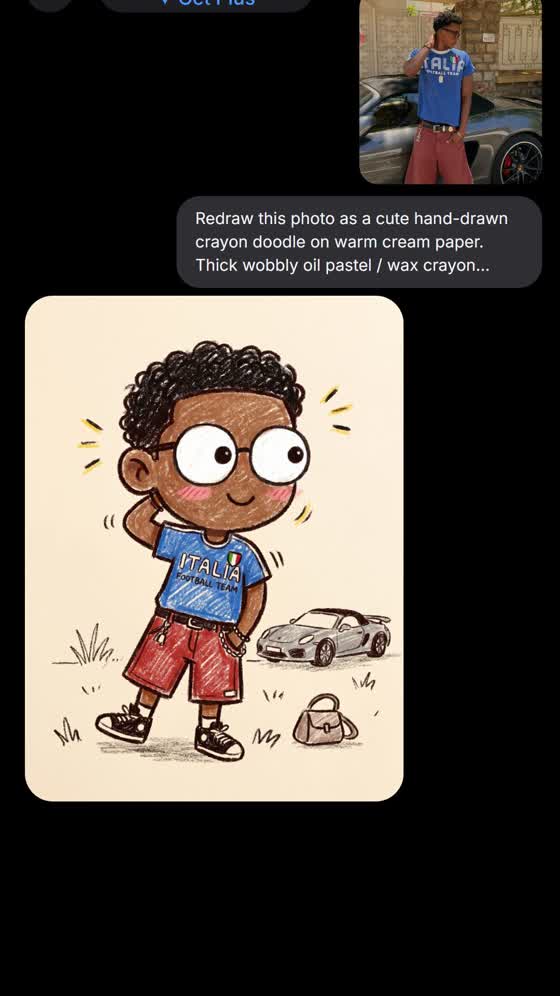 Get Plus
ITALIA
FOOTBALL TEAM
Redraw this photo as a cute hand-drawn
crayon doodle on warm cream paper.
Thick wobbly oil pastel / wax crayon...
ITALIA
FOOTBALL TEAM